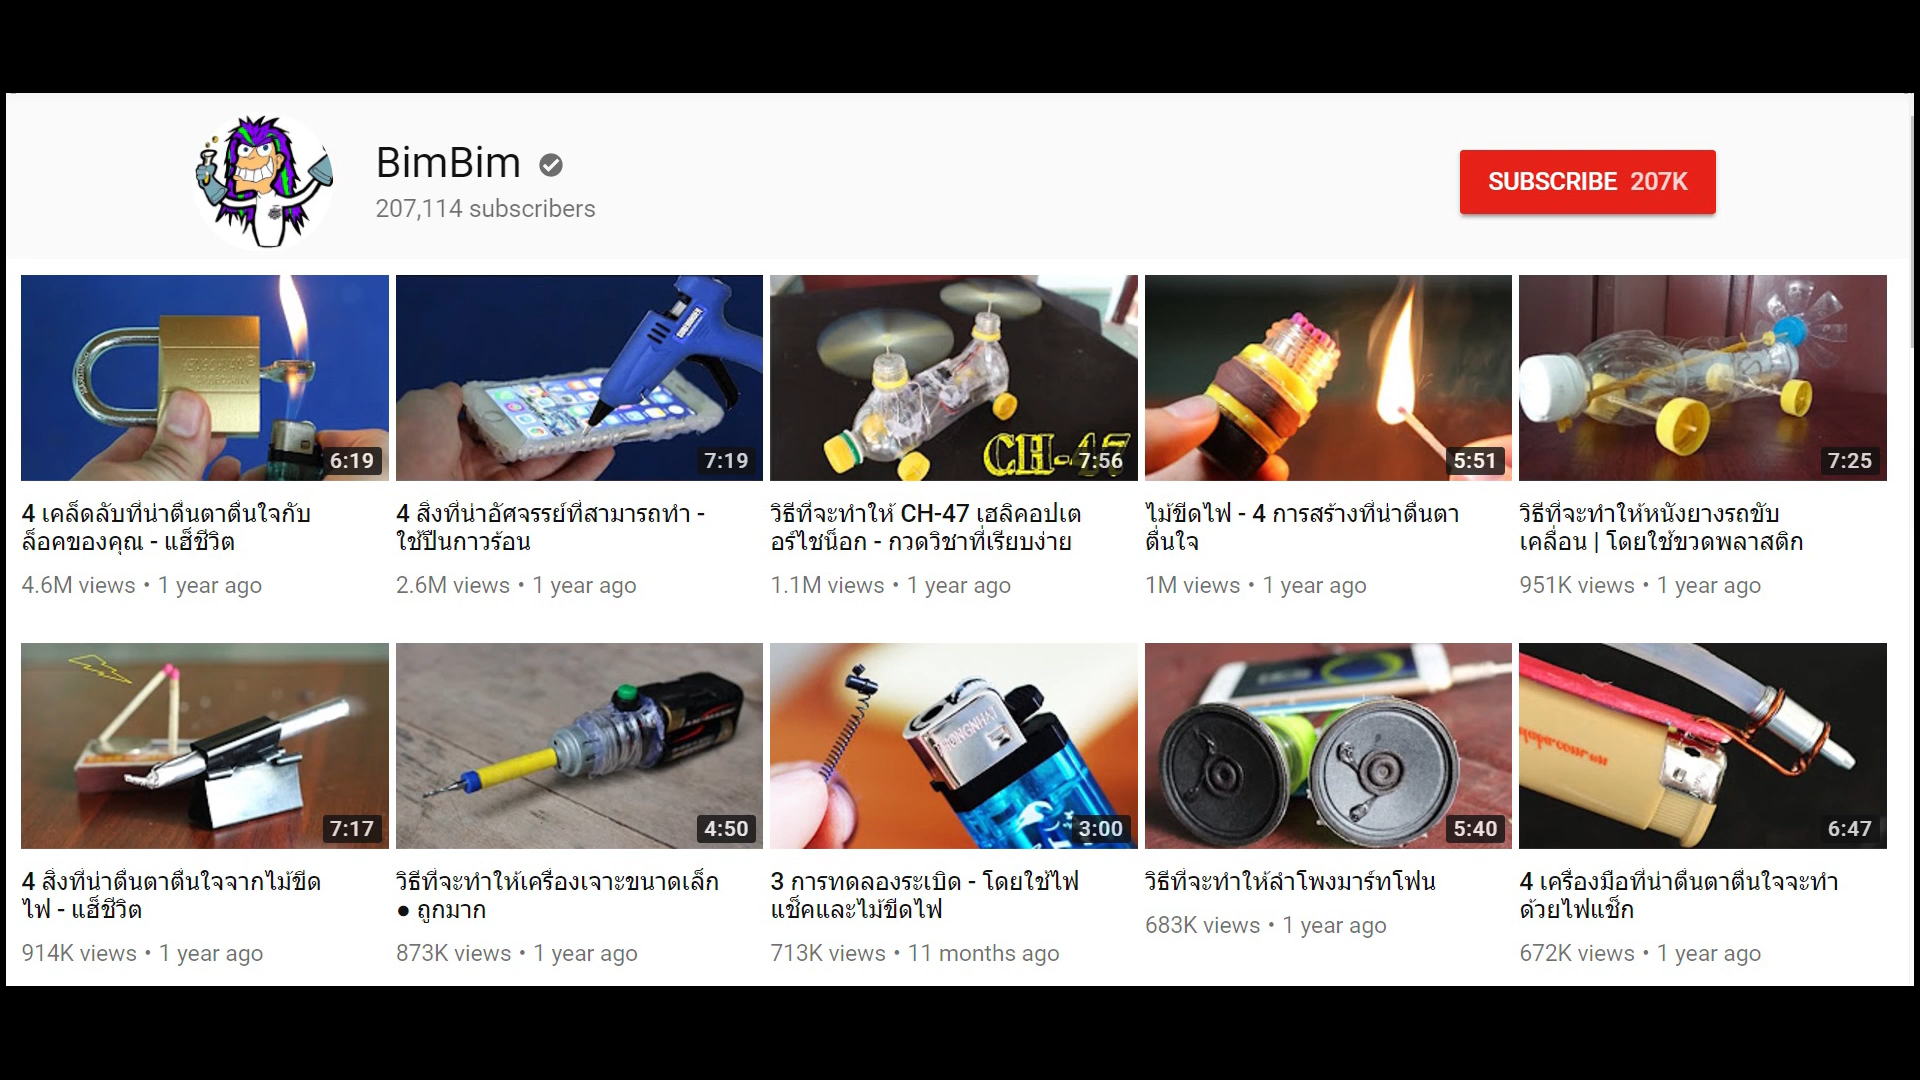 BimBim
207,114 subscribers
SUBSCRIBE 207K
6:19
7:19
CH-47
7:56
5:51
7:25
4 เคล็ดลับที่น่าตื่นตาตื่นใจกับ
ล็อคของคุณ - แฮ็ชีวิต
4.6M views • 1 year ago
4 สิ่งที่น่าอัศจรรย์ที่สามารถทำ -
ใช้ปืนกาวร้อน
2.6M views • 1 year ago
วิธีที่จะทำให้ CH-47 เฮลิคอปเต
อร์ไชน็อก - กวดวิชาที่เรียบง่าย
1.1M views • 1 year ago
ไม้ขีดไฟ - 4 การสร้างที่น่าตื่นตา
ตื่นใจ
1M views • 1 year ago
วิธีที่จะทำให้หนังยางรถขับ
เคลื่อน | โดยใช้ขวดพลาสติก
951K views • 1 year ago
7:17
4:50
3:00
5:40
6:47
4 สิ่งที่น่าตื่นตาตื่นใจจากไม้ขีด
ไฟ - แฮ็ชีวิต
914K views • 1 year ago
วิธีที่จะทำให้เครื่องเจาะขนาดเล็ก
● ถูกมาก
873K views • 1 year ago
3 การทดลองระเบิด - โดยใช้ไฟ
แช็คและไม้ขีดไฟ
713K views • 11 months ago
วิธีที่จะทำให้ลำโพงมาร์ทโฟน
683K views • 1 year ago
4 เครื่องมือที่น่าตื่นตาตื่นใจจะทำ
ด้วยไฟแช็ก
672K views • 1 year ago